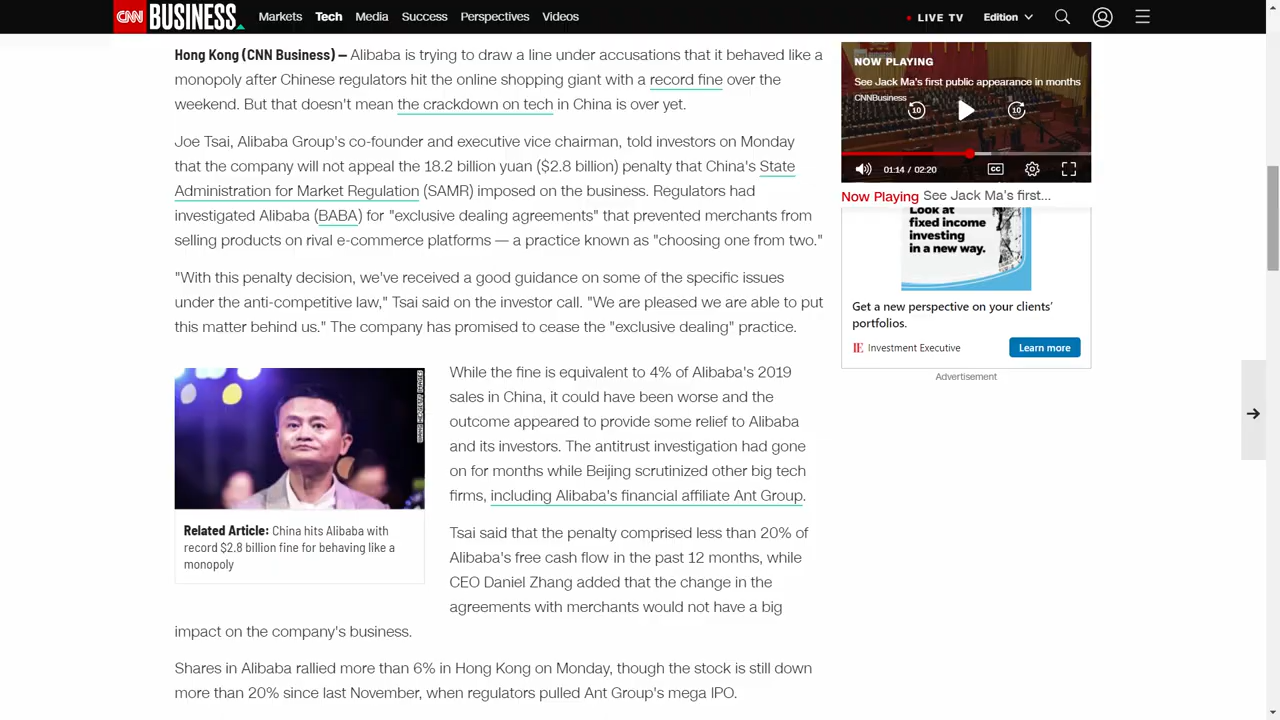 CNN BUSINESS
Markets Tech Media Success Perspectives Videos
LIVE TV Edition
Hong Kong (CNN Business) — Alibaba is trying to draw a line under accusations that it behaved like a
monopoly after Chinese regulators hit the online shopping giant with a record fine over the
weekend. But that doesn't mean the crackdown on tech in China is over yet.
Joe Tsai, Alibaba Group's co-founder and executive vice chairman, told investors on Monday
that the company will not appeal the 18.2 billion yuan ($2.8 billion) penalty that China's State
Administration for Market Regulation (SAMR) imposed on the business. Regulators had
investigated Alibaba (BABA) for "exclusive dealing agreements" that prevented merchants from
selling products on rival e-commerce platforms — a practice known as "choosing one from two."
"With this penalty decision, we've received a good guidance on some of the specific issues
under the anti-competitive law," Tsai said on the investor call. "We are pleased we are able to put
this matter behind us." The company has promised to cease the "exclusive dealing" practice.
Related Article: China hits Alibaba with
record $2.8 billion fine for behaving like a
monopoly
While the fine is equivalent to 4% of Alibaba's 2019
sales in China, it could have been worse and the
outcome appeared to provide some relief to Alibaba
and its investors. The antitrust investigation had gone
on for months while Beijing scrutinized other big tech
firms, including Alibaba's financial affiliate Ant Group.
Tsai said that the penalty comprised less than 20% of
Alibaba's free cash flow in the past 12 months, while
CEO Daniel Zhang added that the change in the
agreements with merchants would not have a big
impact on the company's business.
Shares in Alibaba rallied more than 6% in Hong Kong on Monday, though the stock is still down
more than 20% since last November, when regulators pulled Ant Group's mega IPO.
NOW PLAYING
See Jack Ma's first public appearance in months
CNNBusiness
10 10
01:14 / 02:20
CC
Now Playing See Jack Ma's first...
Look at
fixed income
investing
in a new way.
Get a new perspective on your clients'
portfolios.
IE Investment Executive
Learn more
Advertisement